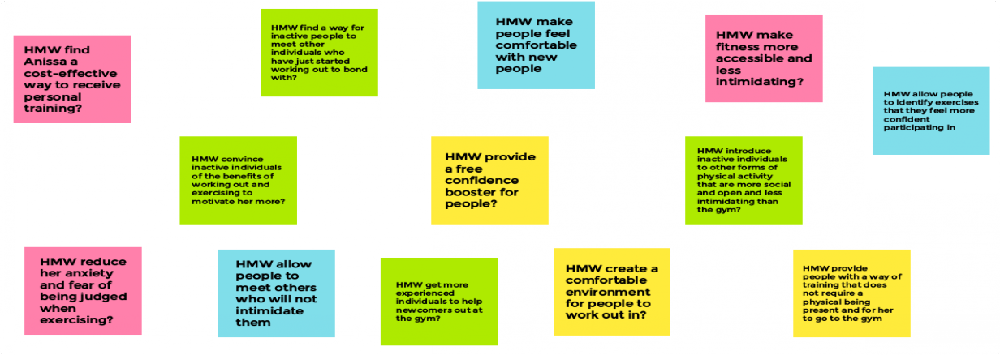 HMW find
Anissa a
cost-effective
way to receive
personal
training?
HMW find a way for
inactive people to
meet other
individuals who
have just started
working out to bond
with?
HMW make
people feel
comfortable
with new
people
HMW make
fitness more
accessible and
less
intimidating?
HMW allow people
to identify exercises
that they feel more
confident
participating in
HMW convince
inactive individuals
of the benefits of
working out and
exercising to
motivate her more?
HMW provide
a free
confidence
booster for
people?
HMW introduce
inactive individuals
to other forms of
physical activity
that are more social
and open and less
intimidating than
the gym?
HMW reduce
her anxiety
and fear of
being judged
when
exercising?
HMW allow
people to
meet others
who will not
intimidate
them
HMW get more
experienced
individuals to help
newcomers out at
the gym?
HMW create a
comfortable
environment
for people to
work out in?
HMW provide
people with a way of
training that does
not require a
physical being
present and for her
to go to the gym